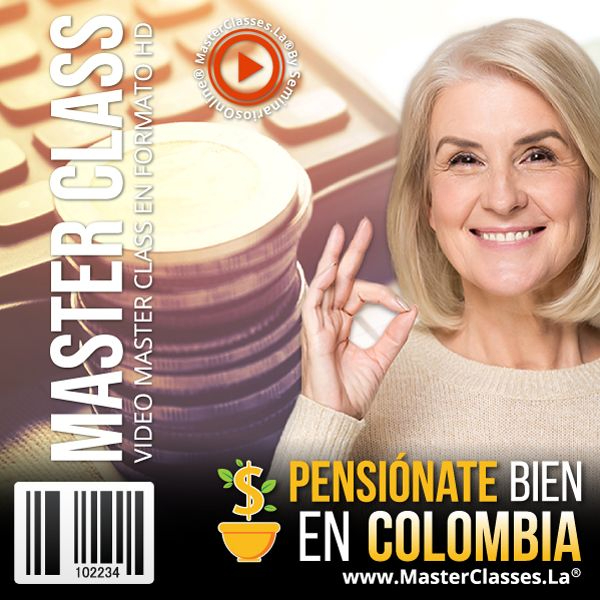 MASTER CLASS
VIDEO MASTER CLASS EN FORMATO HD
MasterClasses.La® By SeminariosOnline®
PENSIÓNATE BIEN
EN COLOMBIA
www.MasterClasses.La®
102234